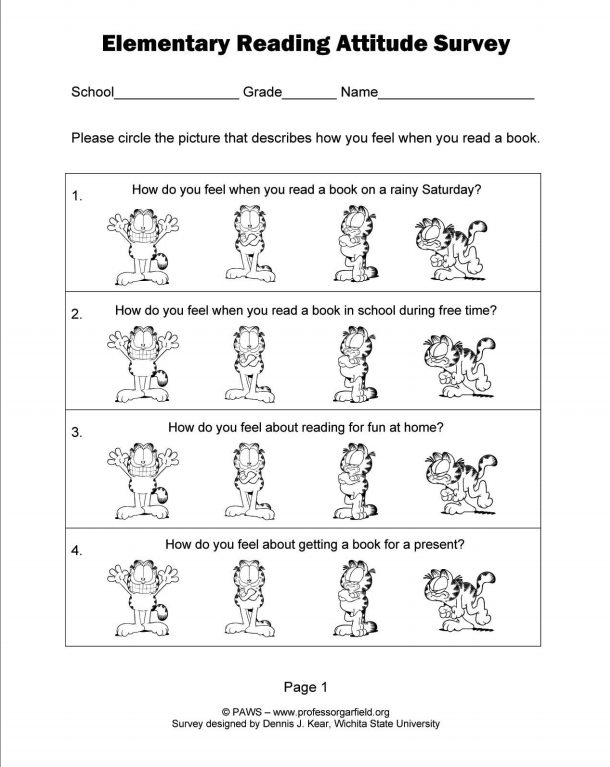 Elementary Reading Attitude Survey
School________________ Grade_______ Name____________________
Please circle the picture that describes how you feel when you read a book.
1. How do you feel when you read a book on a rainy Saturday?
2. How do you feel when you read a book in school during free time?
3. How do you feel about reading for fun at home?
4. How do you feel about getting a book for a present?
Page 1
© PAWS – www.professorgarfield.org
Survey designed by Dennis J. Kear, Wichita State University